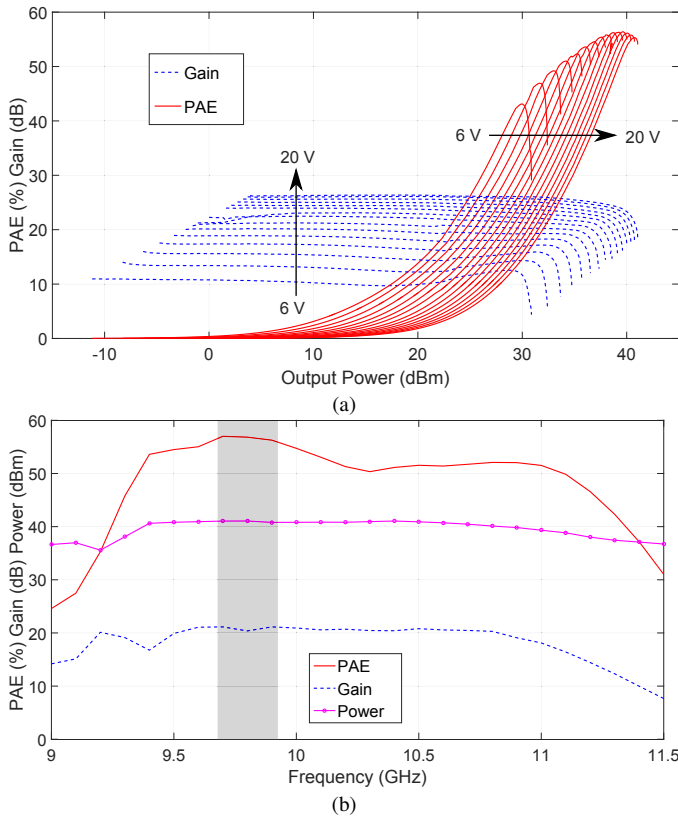 PAE (%) Gain (dB)
60
50
40
30
20
10
0
Gain
PAE
20 V
6 V
6 V
20 V
-10
0
10
20
30
40
Output Power (dBm)
(a)
PAE (%) Gain (dB) Power (dBm)
60
50
40
30
20
10
0
PAE
Gain
Power
9
9.5
10
10.5
11
11.5
Frequency (GHz)
(b)